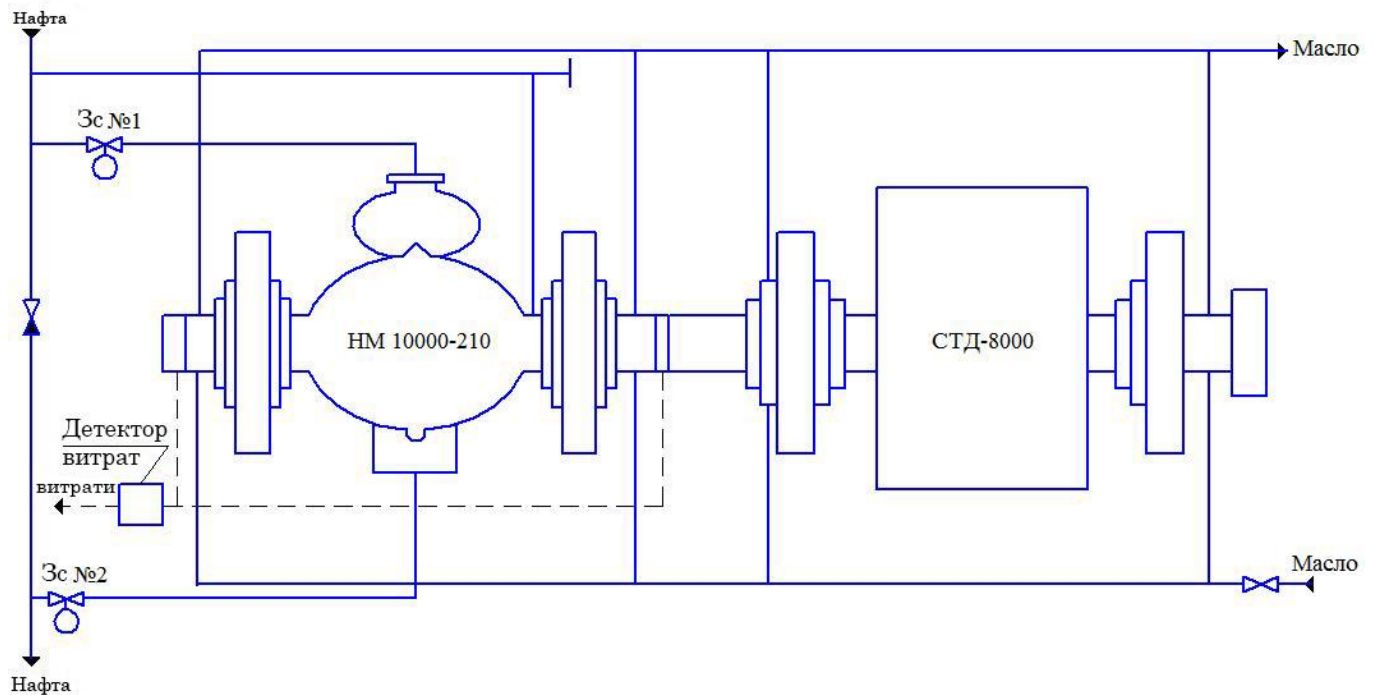 Нафта
Масло
Зс №1
НМ 10000-210
СТД-8000
Детектор
витрат
витрати
Зс №2
Масло
Нафта